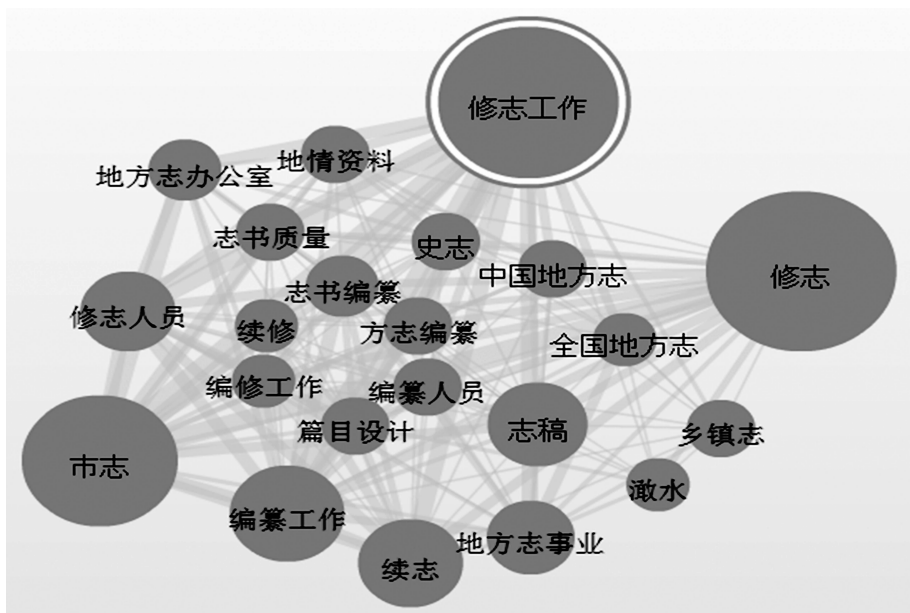 修志工作
地情资料
地方志办公室
志书质量
史志
中国地方志
修志
志书编纂
修志人员
续修
方志编纂
全国地方志
编修工作
编纂人员
篇目设计
志稿
乡镇志
市志
澉水
编纂工作
地方志事业
续志